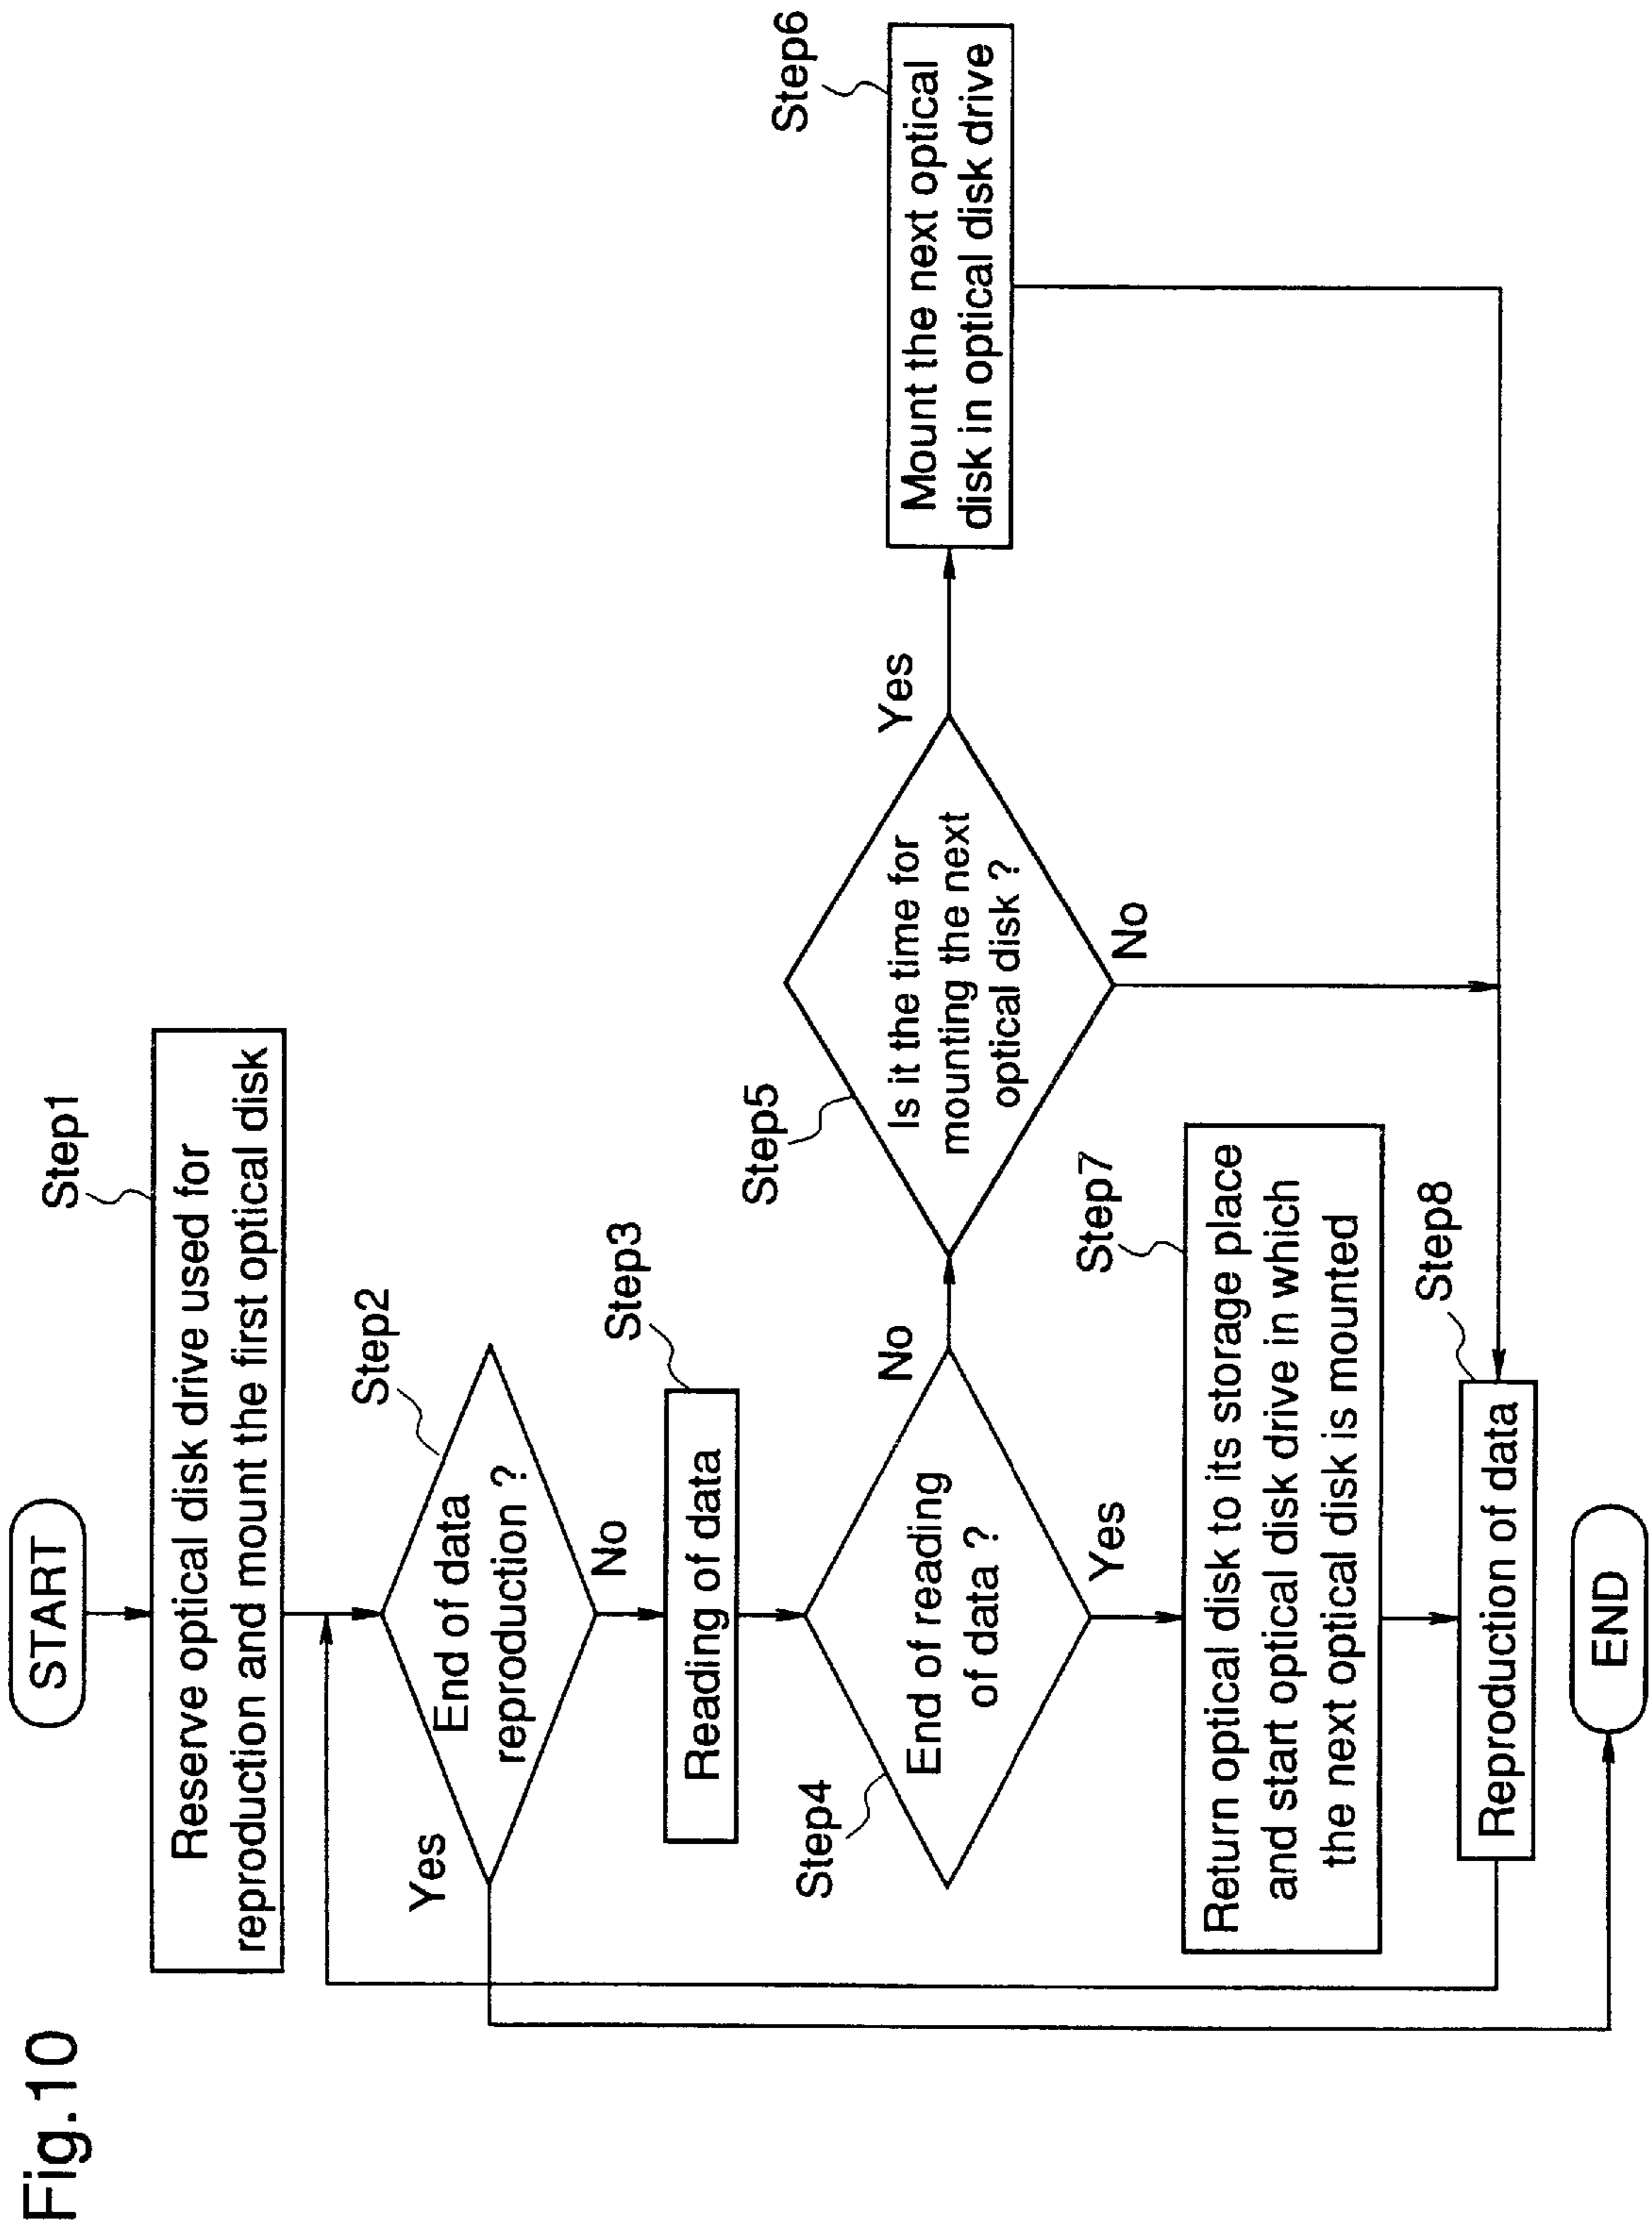 Fig.10
START
Step1
Reserve optical disk drive used for
reproduction and mount the first optical disk
Step2
End of data
reproduction ?
Yes
No
Step3
Reading of data
Step4
End of reading
of data ?
No
Yes
Step5
Is it the time for
mounting the next
optical disk ?
Yes
No
Step6
Mount the next optical
disk in optical disk drive
Step7
Return optical disk to its storage place
and start optical disk drive in which
the next optical disk is mounted
Step8
Reproduction of data
END